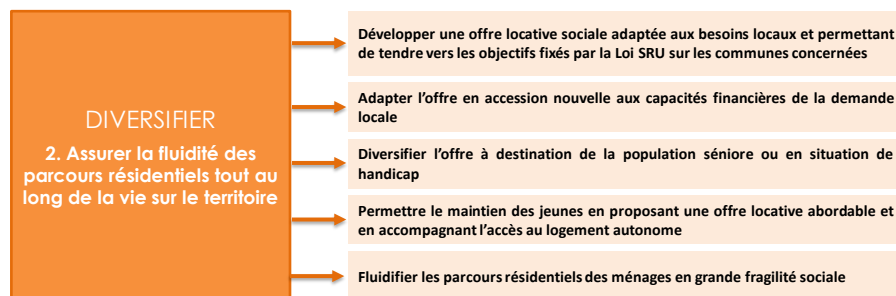 DIVERSIFIER
2. Assurer la fluidité des
parcours résidentiels tout au
long de la vie sur le territoire
Développer une offre locative sociale adaptée aux besoins locaux et permettant
de tendre vers les objectifs fixés par la Loi SRU sur les communes concernées
Adapter l’offre en accession nouvelle aux capacités financières de la demande
locale
Diversifier l’offre à destination de la population séniore ou en situation de
handicap
Permettre le maintien des jeunes en proposant une offre locative abordable et
en accompagnant l’accès au logement autonome
Fluidifier les parcours résidentiels des ménages en grande fragilité sociale